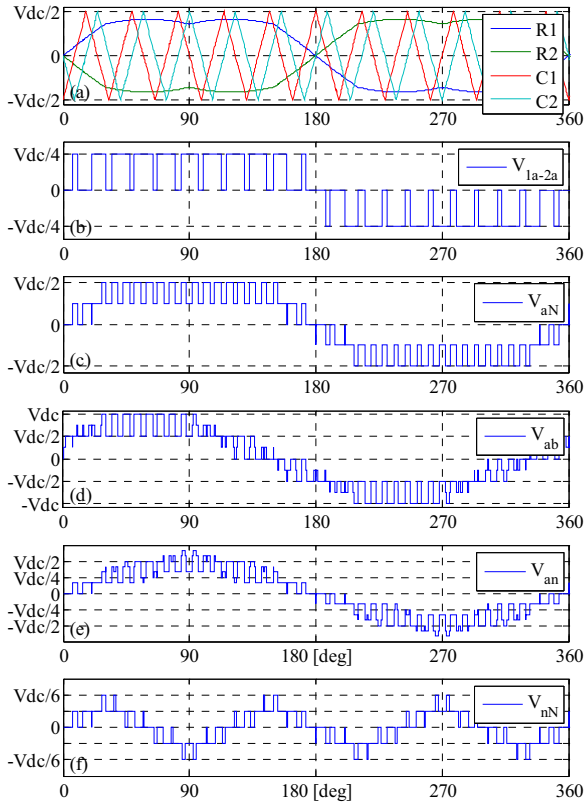 Vdc/2
0
-Vdc/2
(a)
R1
R2
C1
C2
0 90 180 270 360
Vdc/4
0
-Vdc/4
(b)
V1a-2a
0 90 180 270 360
Vdc/2
0
-Vdc/2
(c)
VaN
0 90 180 270 360
Vdc
Vdc/2
0
-Vdc/2
-Vdc
(d)
Vab
0 90 180 270 360
Vdc/2
Vdc/4
0
-Vdc/4
-Vdc/2
(e)
Van
0 90 180 [deg] 270 360
Vdc/6
0
-Vdc/6
(f)
VnN
0 90 180 [deg] 270 360